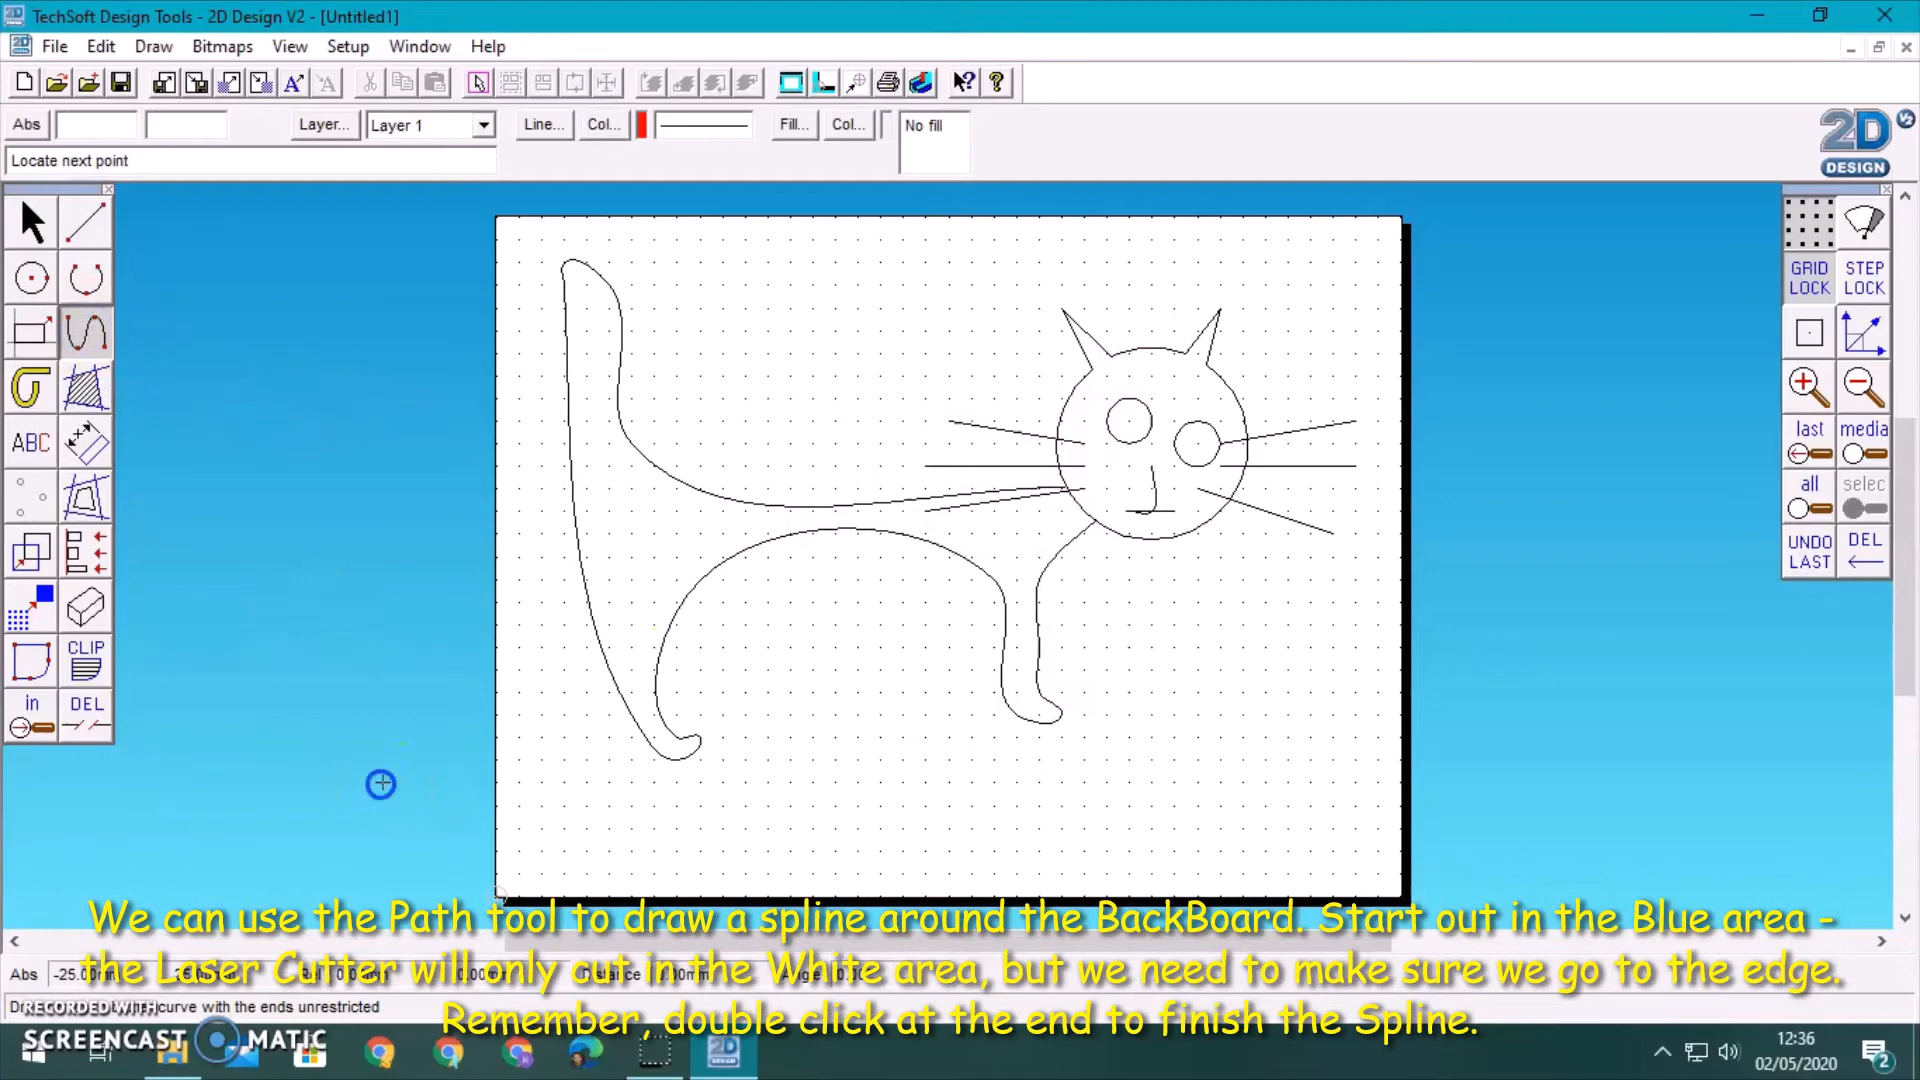 TechSoft Design Tools - 2D Design V2 - [Untitled1]
File Edit Draw Bitmaps View Setup Window Help
Abs Layer... Layer 1 Line... Col... Fill... Col... No fill
Locate next point
2D V2
DESIGN
GRID LOCK
STEP LOCK
last
media
all
selec
UNDO LAST
DEL
ABC
CLIP
in
DEL
We can use the Path tool to draw a spline around the BackBoard. Start out in the Blue area -
the Laser Cutter will only cut in the White area, but we need to make sure we go to the edge.
Remember, double click at the end to finish the Spline.
Abs
curve with the ends unrestricted
RECORDED WITH
SCREENCAST MATIC
12:36
02/05/2020
2